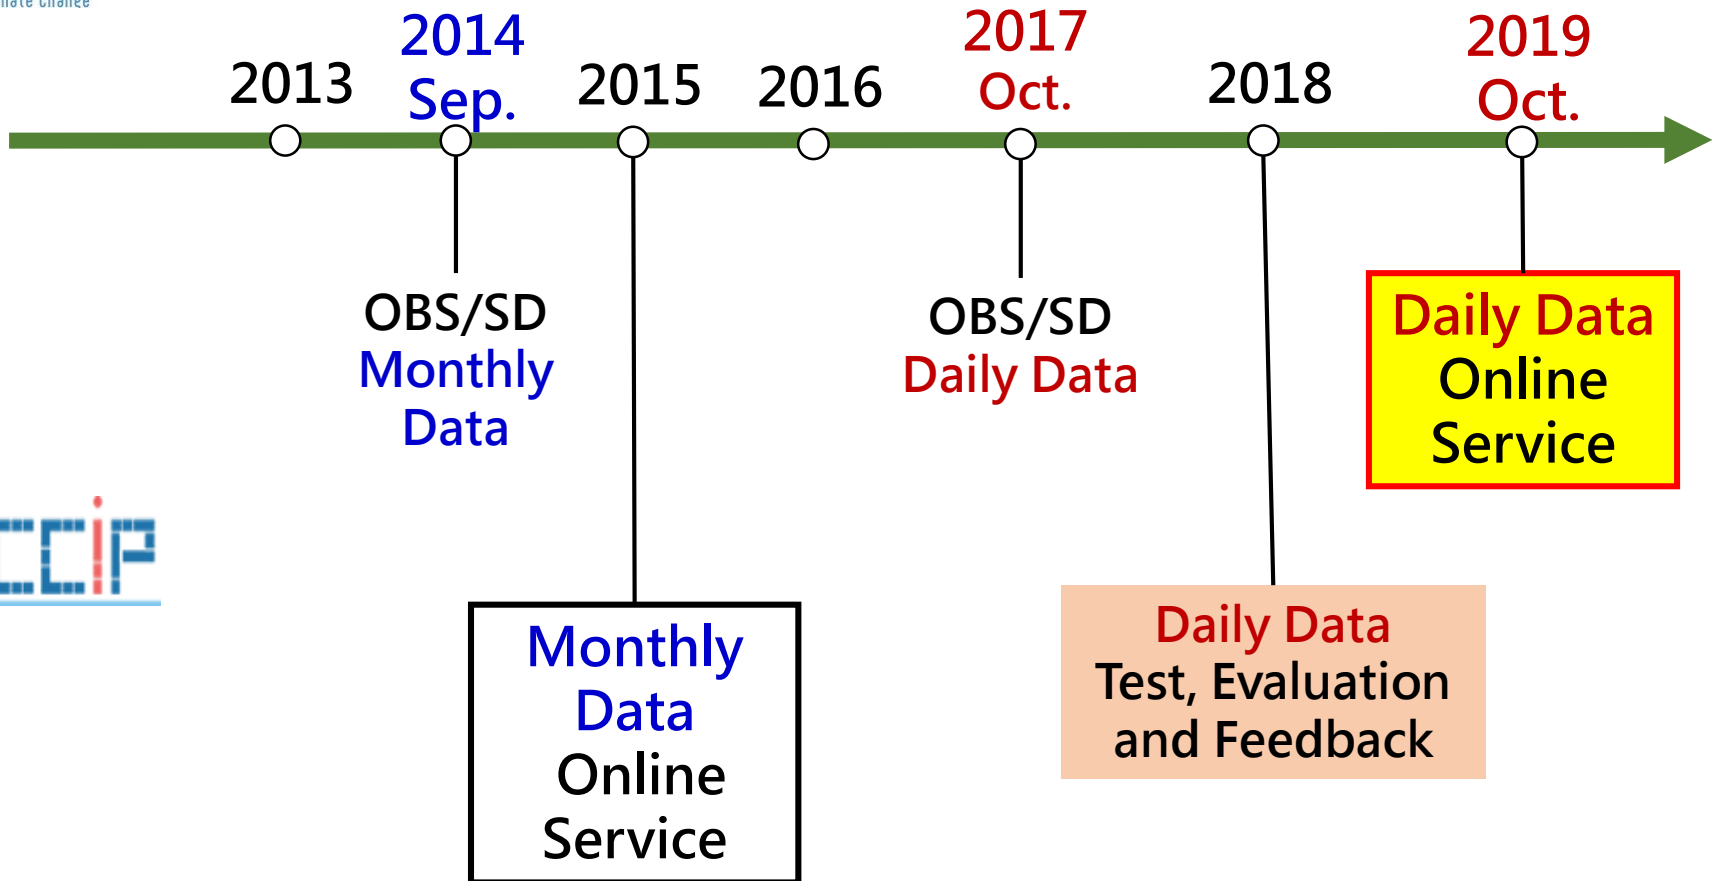 2013
2014
Sep.
2015
2016
2017
Oct.
2018
2019
Oct.
OBS/SD
Monthly
Data
Monthly
Data
Online
Service
OBS/SD
Daily Data
Daily Data
Test, Evaluation
and Feedback
Daily Data
Online
Service
CCiP